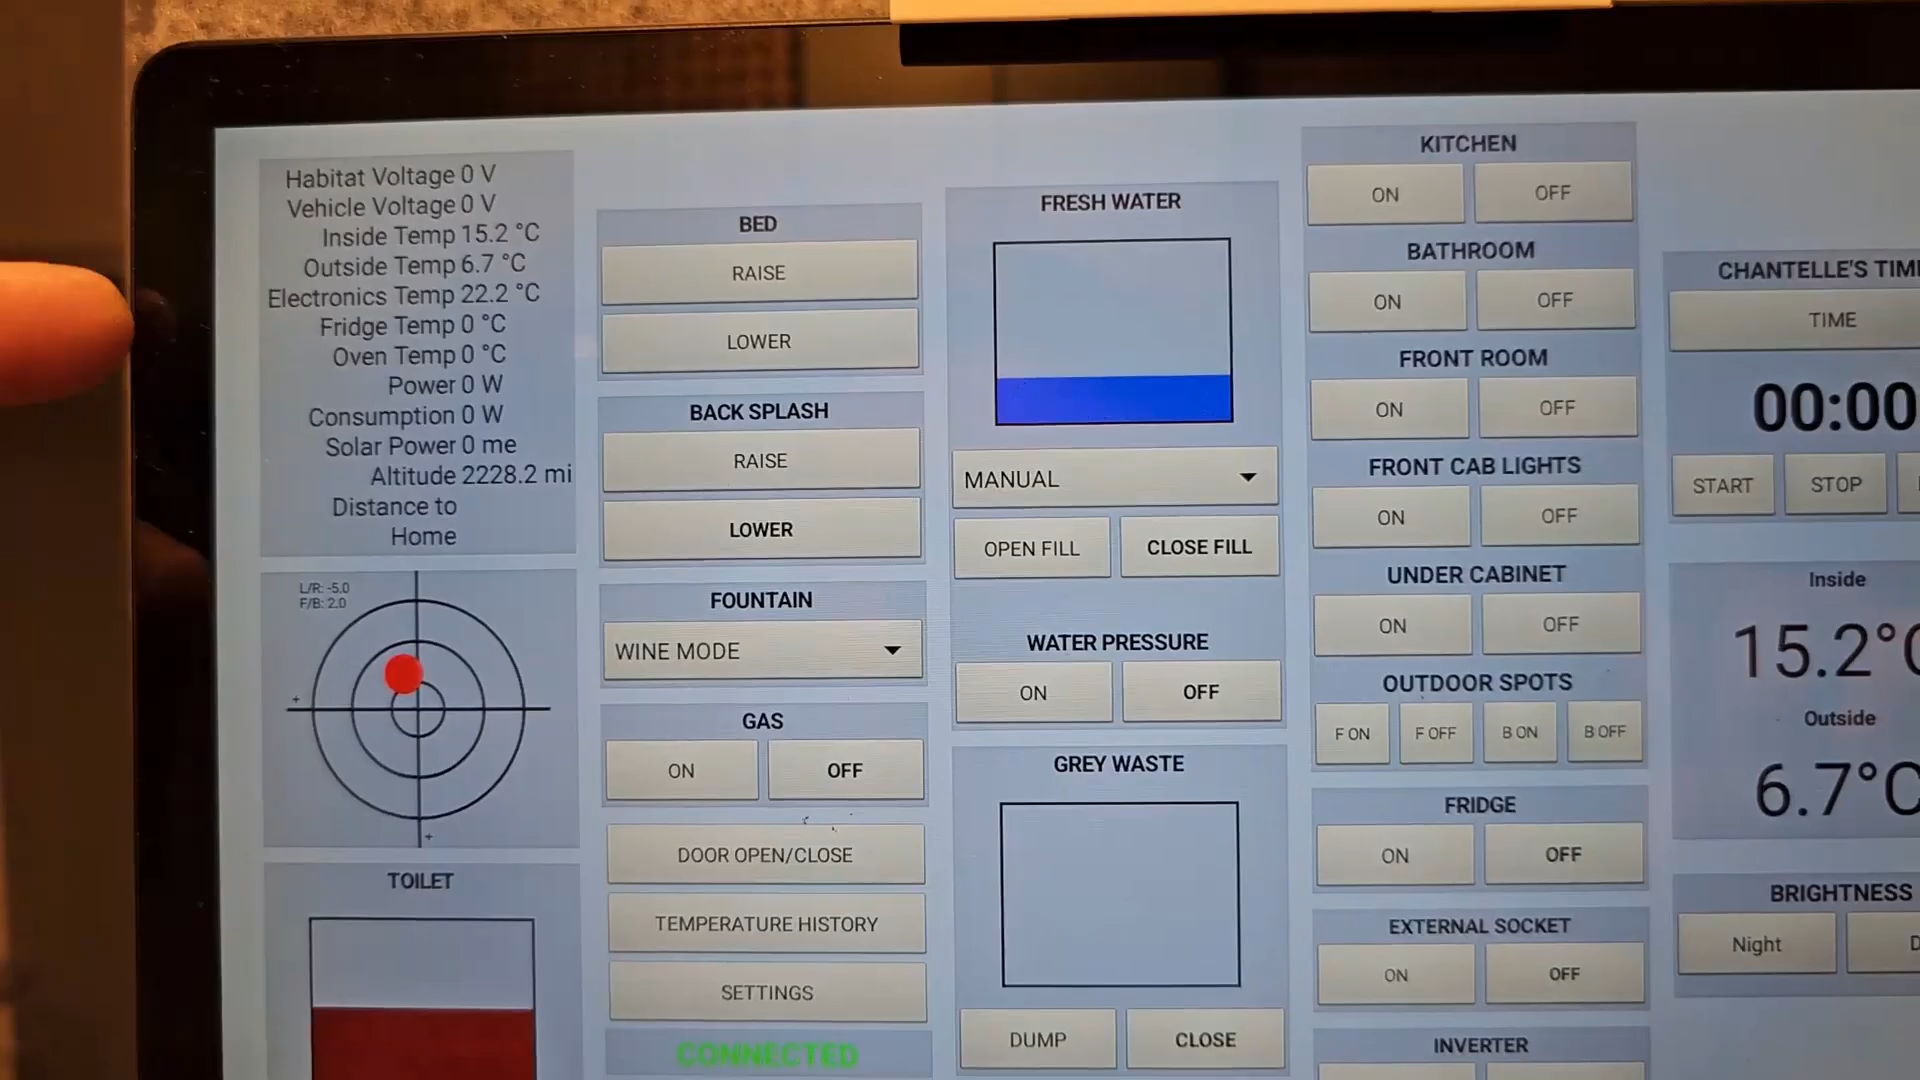 Habitat Voltage 0 V
Vehicle Voltage 0 V
Inside Temp 15.2 °C
Outside Temp 6.7 °C
Electronics Temp 22.2 °C
Fridge Temp 0 °C
Oven Temp 0 °C
Power 0 W
Consumption 0 W
Solar Power 0 me
Altitude 2228.2 mi
Distance to
Home
L/R: -5.0
F/B: 2.0
+
+
TOILET
BED
RAISE
LOWER
BACK SPLASH
RAISE
LOWER
FOUNTAIN
WINE MODE
GAS
ON OFF
DOOR OPEN/CLOSE
TEMPERATURE HISTORY
SETTINGS
CONNECTED
FRESH WATER
MANUAL
OPEN FILL CLOSE FILL
WATER PRESSURE
ON OFF
GREY WASTE
DUMP CLOSE
KITCHEN
ON OFF
BATHROOM
ON OFF
FRONT ROOM
ON OFF
FRONT CAB LIGHTS
ON OFF
UNDER CABINET
ON OFF
OUTDOOR SPOTS
F ON F OFF B ON B OFF
FRIDGE
ON OFF
EXTERNAL SOCKET
ON OFF
INVERTER
CHANTELLE'S TIM
TIME
00:00
START STOP
Inside
15.2°C
Outside
6.7°C
BRIGHTNESS
Night